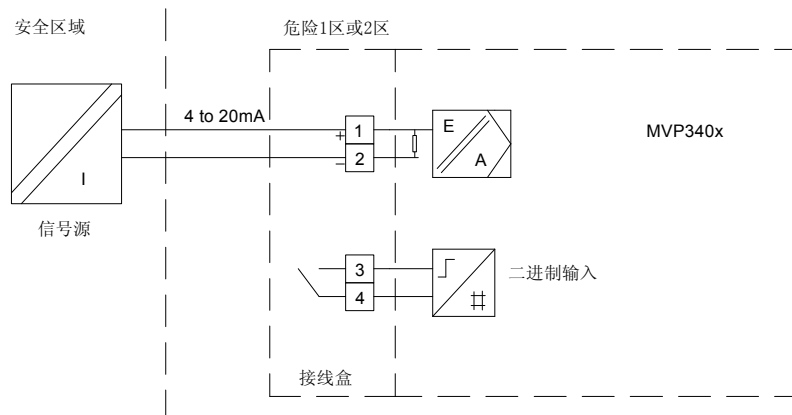 安全区域
危险1区或2区
4 to 20mA
+
1
−
2
E
A
MVP340x
I
信号源
3
4
二进制输入
接线盒